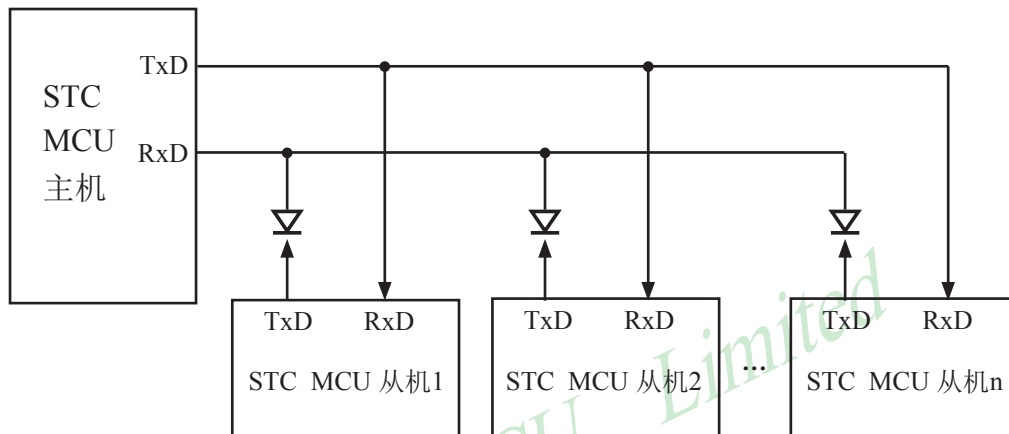 TxD
STC
MCU
RxD
主机
TxD RxD
TxD RxD
TxD RxD
STC MCU 从机1
STC MCU 从机2
...
STC MCU 从机n
MCU Limited